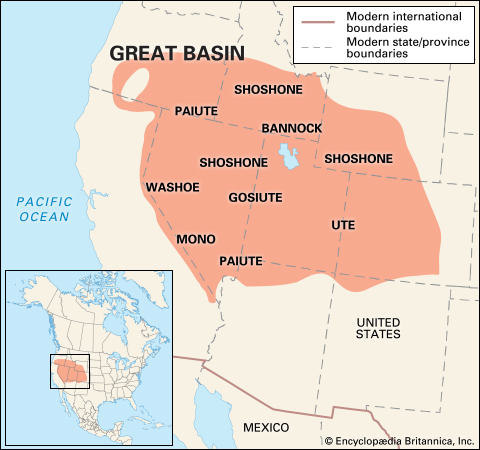 Modern international
boundaries
Modern state/province
boundaries
GREAT BASIN
SHOSHONE
PAIUTE
BANNOCK
SHOSHONE
SHOSHONE
WASHOE
GOSIUTE
PACIFIC
OCEAN
UTE
MONO
PAIUTE
UNITED
STATES
MEXICO
© Encyclopædia Britannica, Inc.